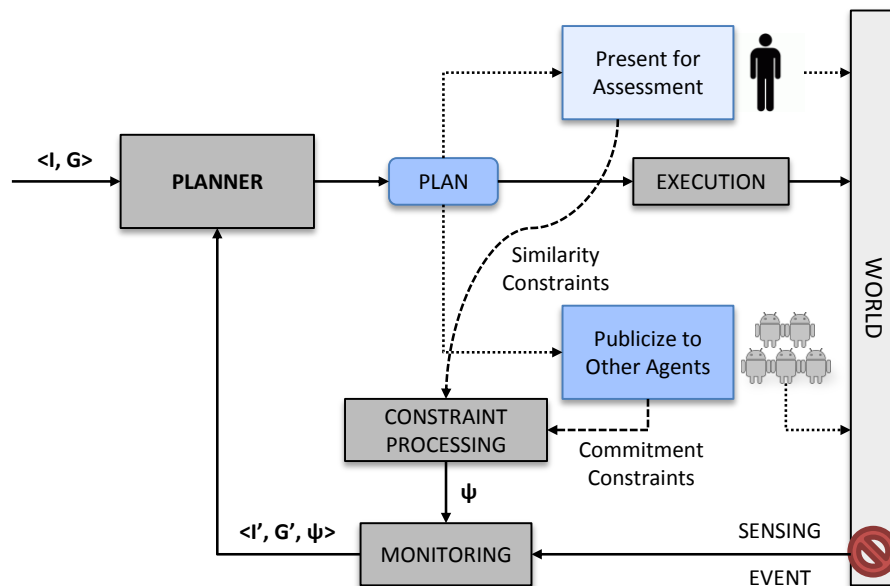 Present for
Assessment
<I, G>
PLANNER
PLAN
EXECUTION
Similarity
Constraints
WORLD
Publicize to
Other Agents
CONSTRAINT
PROCESSING
Commitment
Constraints
ψ
<I’, G’, ψ>
MONITORING
SENSING
EVENT